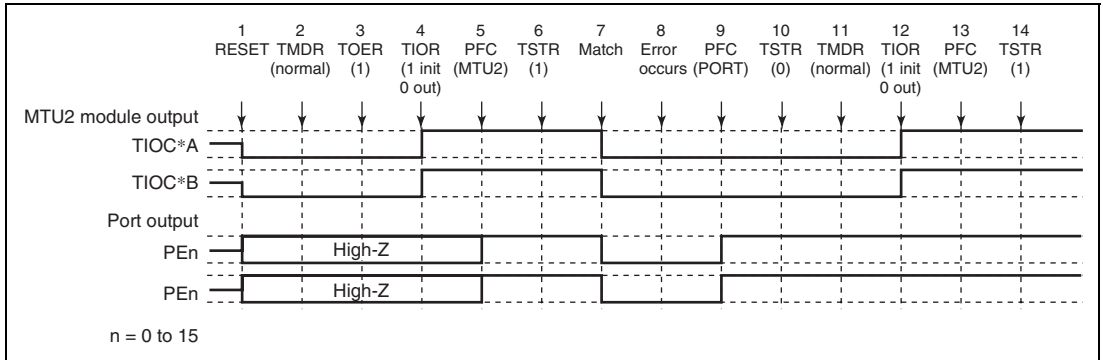 1 2 3 4 5 6 7 8 9 10 11 12 13 14
RESET TMDR TOER TIOR PFC TSTR Match Error PFC TSTR TMDR TIOR PFC TSTR
(normal) (1) (1 init (MTU2) (1) occurs (PORT) (0) (normal) (1 init (MTU2) (1)
0 out) 0 out)
MTU2 module output
TIOC*A
TIOC*B
Port output
PEn High-Z
PEn High-Z
n = 0 to 15